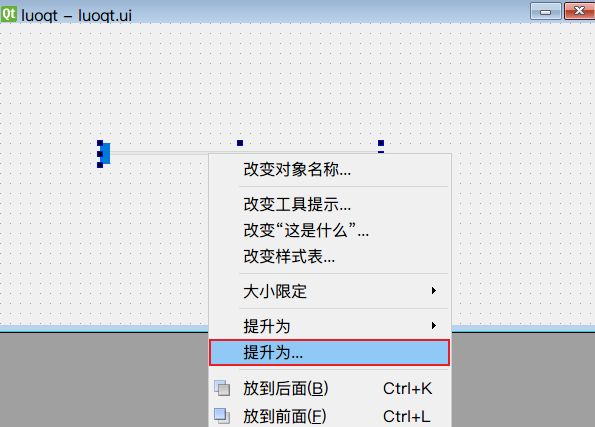 Qt luoqt - luoqt.ui
改变对象名称...
改变工具提示...
改变“这是什么”...
改变样式表...
大小限定
提升为
提升为...
放到后面(B) Ctrl+K
放到前面(F) Ctrl+L